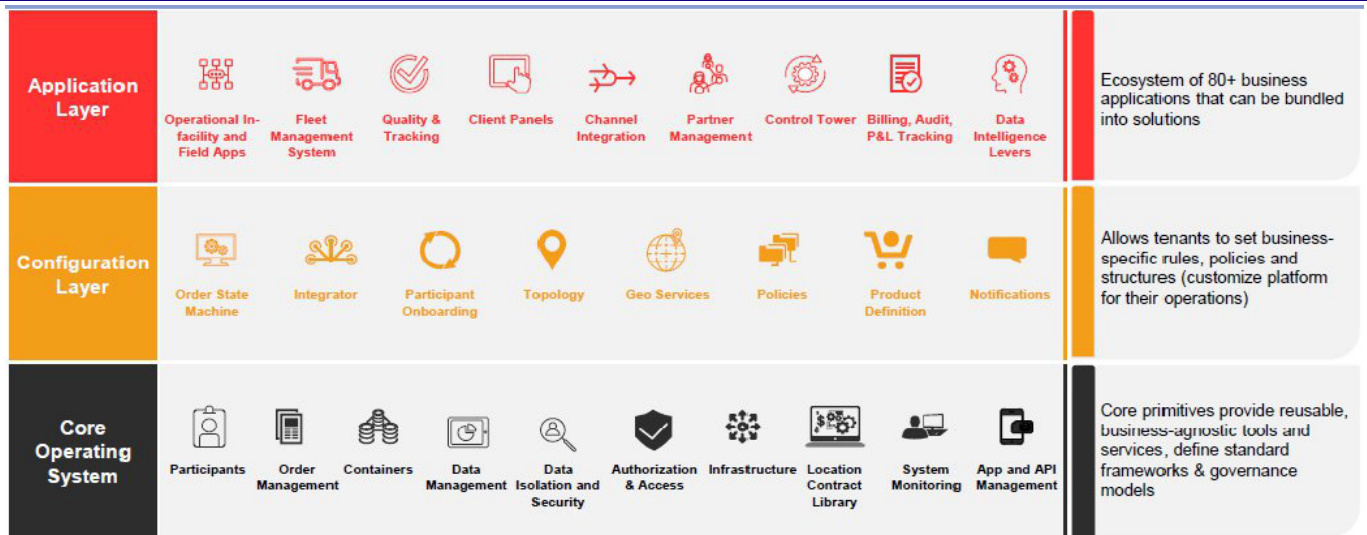 Application
Layer
Operational In-
facility and
Field Apps
Fleet
Management
System
Quality &
Tracking
Client Panels
Channel
Integration
Partner
Management
Control Tower
Billing, Audit,
P&L Tracking
Data
Intelligence
Levers
Ecosystem of 80+ business
applications that can be bundled
into solutions
Configuration
Layer
Order State
Machine
Integrator
Participant
Onboarding
Topology
Geo Services
Policies
Product
Definition
Notifications
Allows tenants to set business-
specific rules, policies and
structures (customize platform
for their operations)
Core
Operating
System
Participants
Order
Management
Containers
Data
Management
Data
Isolation and
Security
Authorization
& Access
Infrastructure
Location
Contract
Library
System
Monitoring
App and API
Management
Core primitives provide reusable,
business-agnostic tools and
services, define standard
frameworks & governance
models